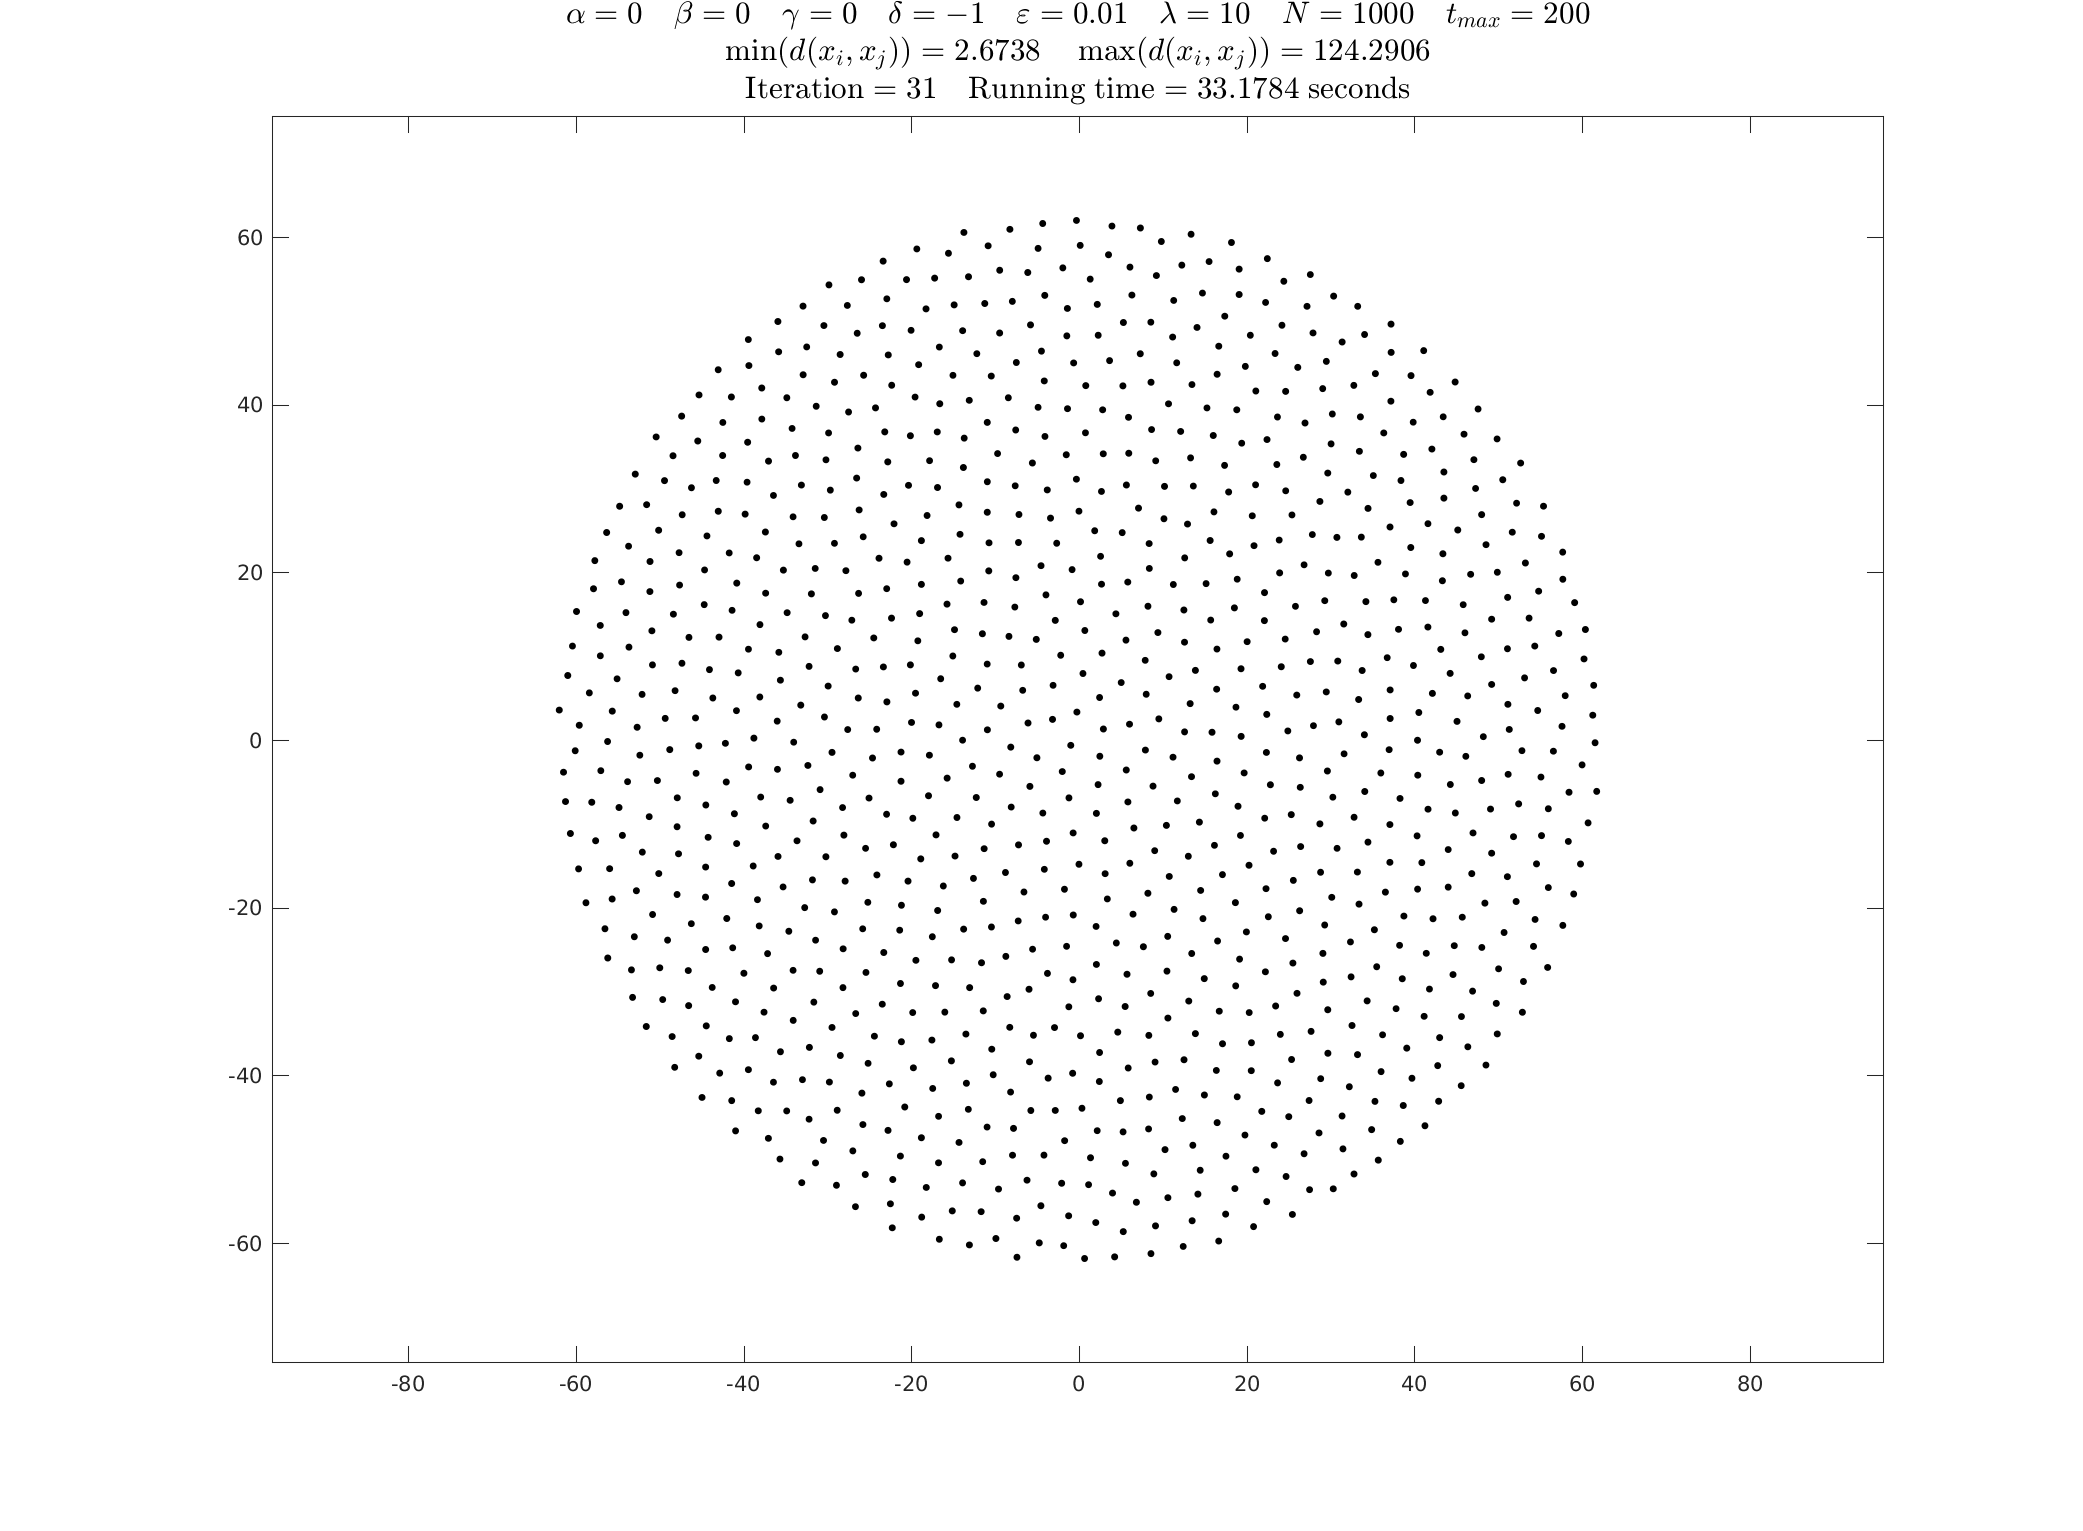 α = 0 β = 0 γ = 0 δ = −1 ε = 0.01 λ = 10 N = 1000 t_max = 200
min(d(x_i, x_j)) = 2.6738 max(d(x_i, x_j)) = 124.2906
Iteration = 31 Running time = 33.1784 seconds
60
40
20
0
-20
-40
-60
-80 -60 -40 -20 0 20 40 60 80